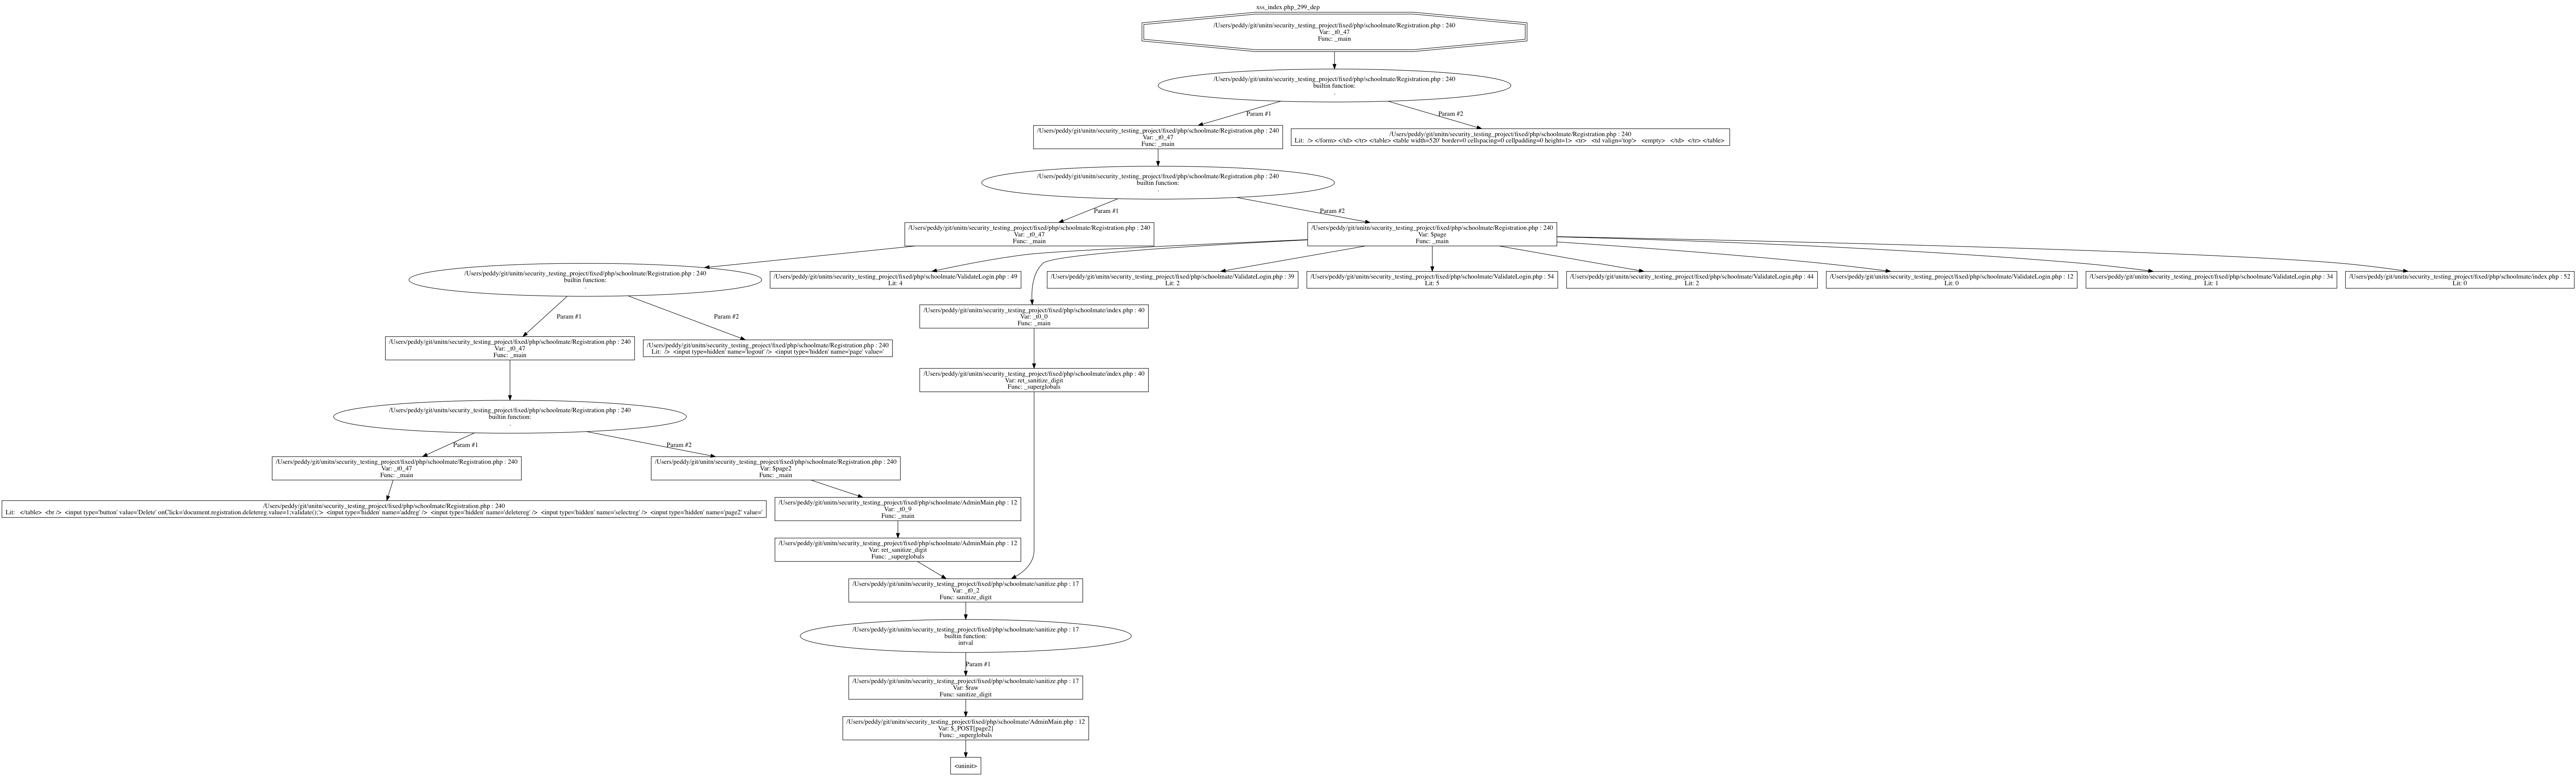 xss_index.php_299_dep
/Users/peddy/git/unitn/security_testing_project/fixed/php/schoolmate/Registration.php : 240
Var: _t0_47
Func: _main
/Users/peddy/git/unitn/security_testing_project/fixed/php/schoolmate/Registration.php : 240
builtin function:
.
Param #1
Param #2
/Users/peddy/git/unitn/security_testing_project/fixed/php/schoolmate/Registration.php : 240
Var: _t0_47
Func: _main
/Users/peddy/git/unitn/security_testing_project/fixed/php/schoolmate/Registration.php : 240
Lit:  /> </form> </td> </tr> </table> <table width=520' border=0 cellspacing=0 cellpadding=0 height=1>  <tr>   <td valign='top'>   <empty>   </td>  </tr> </table>
/Users/peddy/git/unitn/security_testing_project/fixed/php/schoolmate/Registration.php : 240
builtin function:
.
Param #1
Param #2
/Users/peddy/git/unitn/security_testing_project/fixed/php/schoolmate/Registration.php : 240
Var: _t0_47
Func: _main
/Users/peddy/git/unitn/security_testing_project/fixed/php/schoolmate/Registration.php : 240
Var: $page
Func: _main
/Users/peddy/git/unitn/security_testing_project/fixed/php/schoolmate/Registration.php : 240
builtin function:
.
/Users/peddy/git/unitn/security_testing_project/fixed/php/schoolmate/ValidateLogin.php : 49
Lit: 4
/Users/peddy/git/unitn/security_testing_project/fixed/php/schoolmate/ValidateLogin.php : 39
Lit: 2
/Users/peddy/git/unitn/security_testing_project/fixed/php/schoolmate/ValidateLogin.php : 54
Lit: 5
/Users/peddy/git/unitn/security_testing_project/fixed/php/schoolmate/ValidateLogin.php : 44
Lit: 2
/Users/peddy/git/unitn/security_testing_project/fixed/php/schoolmate/ValidateLogin.php : 12
Lit: 0
/Users/peddy/git/unitn/security_testing_project/fixed/php/schoolmate/ValidateLogin.php : 34
Lit: 1
/Users/peddy/git/unitn/security_testing_project/fixed/php/schoolmate/index.php : 52
Lit: 0
Param #1
Param #2
/Users/peddy/git/unitn/security_testing_project/fixed/php/schoolmate/index.php : 40
Var: _t0_0
Func: _main
/Users/peddy/git/unitn/security_testing_project/fixed/php/schoolmate/Registration.php : 240
Var: _t0_47
Func: _main
/Users/peddy/git/unitn/security_testing_project/fixed/php/schoolmate/Registration.php : 240
Lit:  />  <input type=hidden' name='logout' />  <input type='hidden' name='page' value='
/Users/peddy/git/unitn/security_testing_project/fixed/php/schoolmate/index.php : 40
Var: ret_sanitize_digit
Func: _superglobals
/Users/peddy/git/unitn/security_testing_project/fixed/php/schoolmate/Registration.php : 240
builtin function:
.
Param #1
Param #2
/Users/peddy/git/unitn/security_testing_project/fixed/php/schoolmate/Registration.php : 240
Var: _t0_47
Func: _main
/Users/peddy/git/unitn/security_testing_project/fixed/php/schoolmate/Registration.php : 240
Var: $page2
Func: _main
/Users/peddy/git/unitn/security_testing_project/fixed/php/schoolmate/Registration.php : 240
Lit:   </table>  <br />  <input type='button' value='Delete' onClick='document.registration.deletereg.value=1;validate();'>  <input type='hidden' name='addreg' />  <input type='hidden' name='deletereg' />  <input type='hidden' name='selectreg' />  <input type='hidden' name='page2' value='
/Users/peddy/git/unitn/security_testing_project/fixed/php/schoolmate/AdminMain.php : 12
Var: _t0_9
Func: _main
/Users/peddy/git/unitn/security_testing_project/fixed/php/schoolmate/AdminMain.php : 12
Var: ret_sanitize_digit
Func: _superglobals
/Users/peddy/git/unitn/security_testing_project/fixed/php/schoolmate/sanitize.php : 17
Var: _t0_2
Func: sanitize_digit
/Users/peddy/git/unitn/security_testing_project/fixed/php/schoolmate/sanitize.php : 17
builtin function:
intval
Param #1
/Users/peddy/git/unitn/security_testing_project/fixed/php/schoolmate/sanitize.php : 17
Var: $raw
Func: sanitize_digit
/Users/peddy/git/unitn/security_testing_project/fixed/php/schoolmate/AdminMain.php : 12
Var: $_POST[page2]
Func: _superglobals
<uninit>